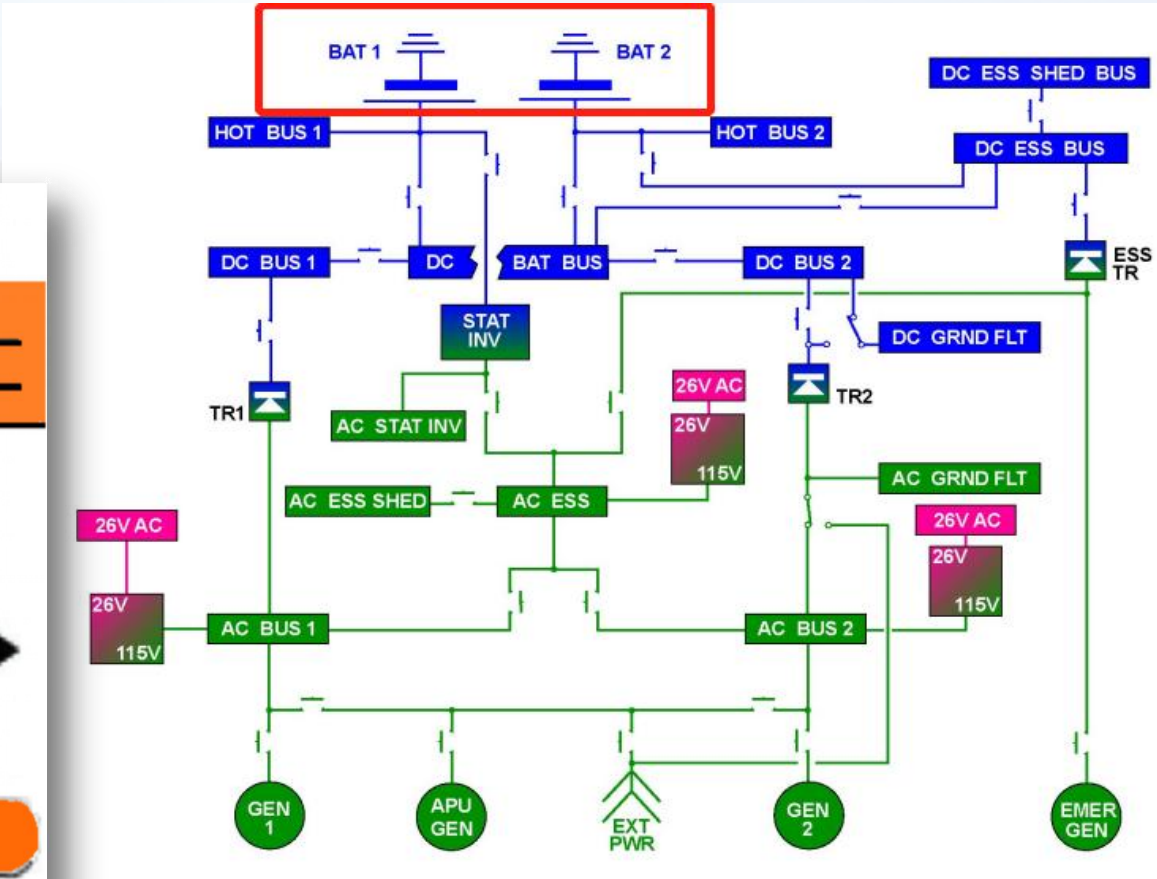 BAT 1
BAT 2
DC ESS SHED BUS
HOT BUS 1
HOT BUS 2
DC ESS BUS
DC BUS 1
DC
BAT BUS
DC BUS 2
ESS
TR
STAT
INV
DC GRND FLT
TR1
AC STAT INV
26V AC
26V
115V
TR2
AC ESS SHED
AC ESS
AC GRND FLT
26V AC
26V
115V
26V AC
26V
115V
AC BUS 1
AC BUS 2
GEN
1
APU
GEN
EXT
PWR
GEN
2
EMER
GEN